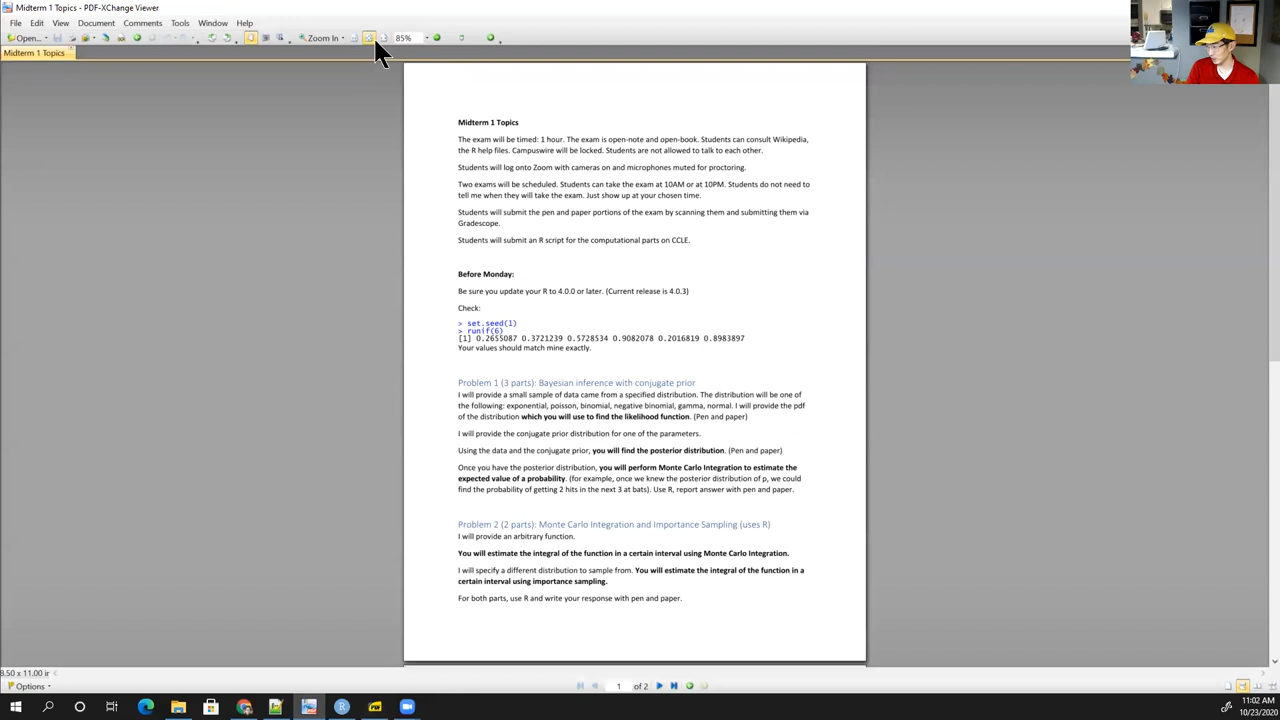 Midterm 1 Topics - PDF-XChange Viewer
File Edit View Document Comments Tools Window Help
Open... Zoom In 85%
Midterm 1 Topics
Midterm 1 Topics
The exam will be timed: 1 hour. The exam is open-note and open-book. Students can consult Wikipedia,
the R help files. Campuswire will be locked. Students are not allowed to talk to each other.
Students will log onto Zoom with cameras on and microphones muted for proctoring.
Two exams will be scheduled. Students can take the exam at 10AM or at 10PM. Students do not need to
tell me when they will take the exam. Just show up at your chosen time.
Students will submit the pen and paper portions of the exam by scanning them and submitting them via
Gradescope.
Students will submit an R script for the computational parts on CCLE.
Before Monday:
Be sure you update your R to 4.0.0 or later. (Current release is 4.0.3)
Check:
> set.seed(1)
> runif(6)
[1] 0.2655087 0.3721239 0.5728534 0.9082078 0.2016819 0.8983897
Your values should match mine exactly.
Problem 1 (3 parts): Bayesian inference with conjugate prior
I will provide a small sample of data came from a specified distribution. The distribution will be one of
the following: exponential, poisson, binomial, negative binomial, gamma, normal. I will provide the pdf
of the distribution which you will use to find the likelihood function. (Pen and paper)
I will provide the conjugate prior distribution for one of the parameters.
Using the data and the conjugate prior, you will find the posterior distribution. (Pen and paper)
Once you have the posterior distribution, you will perform Monte Carlo Integration to estimate the
expected value of a probability. (for example, once we knew the posterior distribution of p, we could
find the probability of getting 2 hits in the next 3 at bats). Use R, report answer with pen and paper.
Problem 2 (2 parts): Monte Carlo Integration and Importance Sampling (uses R)
I will provide an arbitrary function.
You will estimate the integral of the function in a certain interval using Monte Carlo Integration.
I will specify a different distribution to sample from. You will estimate the integral of the function in a
certain interval using importance sampling.
For both parts, use R and write your response with pen and paper.
8.50 x 11.00 in
Options 1 of 2
11:02 AM
10/23/2020